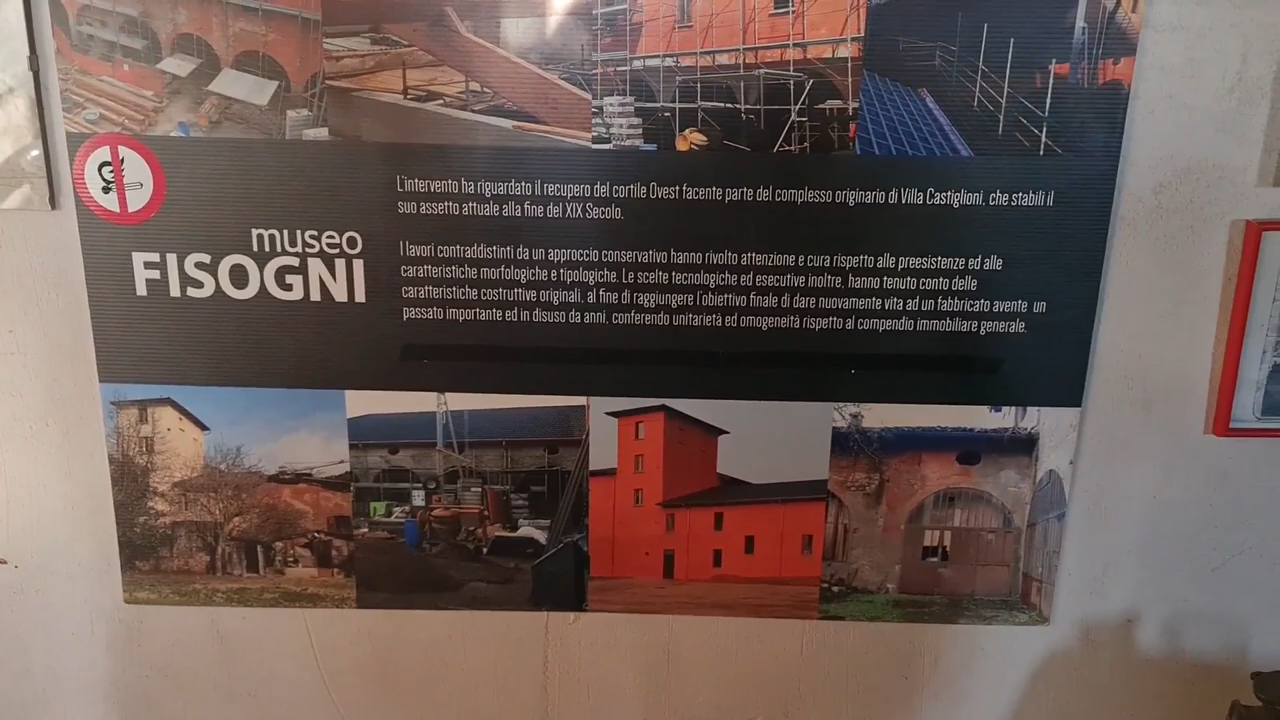 L'intervento ha riguardato il recupero del cortile Ovest facente parte del complesso originario di Villa Castiglioni, che stabilì il
suo assetto attuale alla fine del XIX Secolo.
museo
FISOGNI
I lavori contraddistinti da un approccio conservativo hanno rivolto attenzione e cura rispetto alle preesistenze ed alle
caratteristiche morfologiche e tipologiche. Le scelte tecnologiche ed esecutive inoltre, hanno tenuto conto delle
caratteristiche costruttive originali, al fine di raggiungere l'obiettivo finale di dare nuovamente vita ad un fabbricato avente un
passato importante ed in disuso da anni, conferendo unitarietà ed omogeneità rispetto al compendio immobiliare generale.